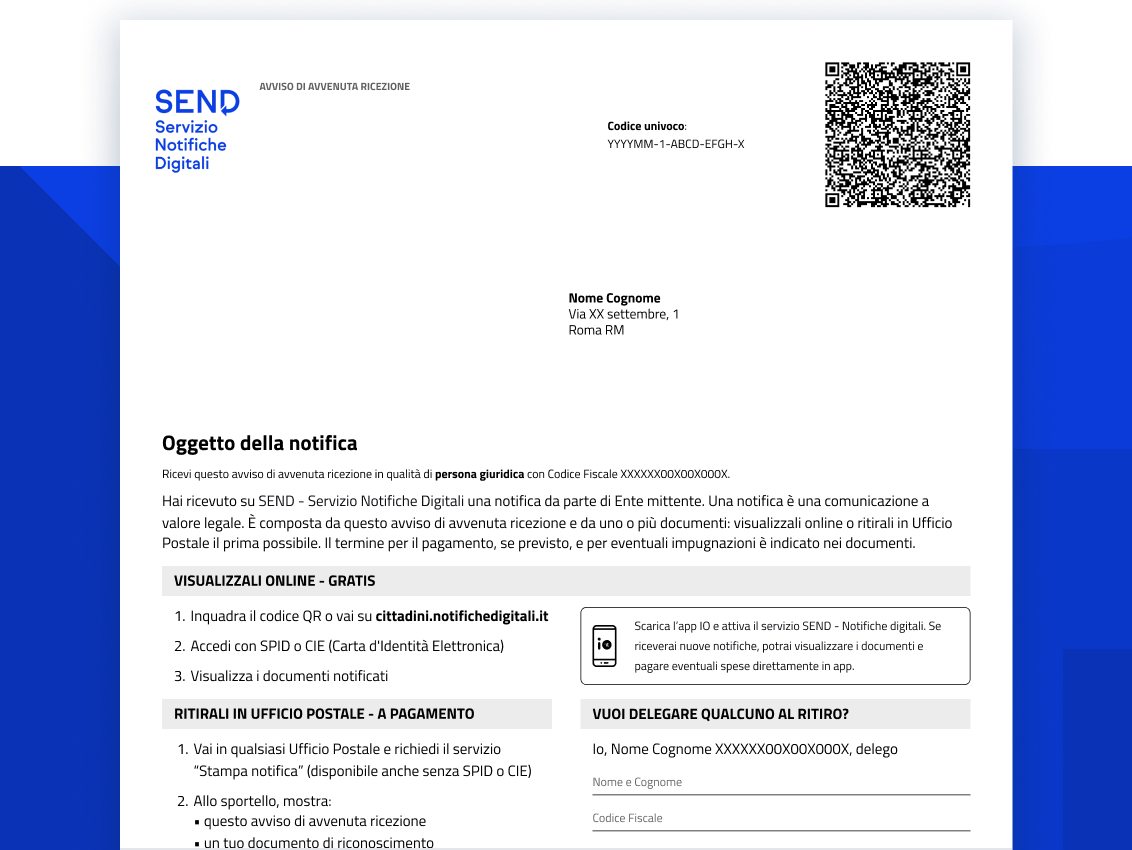 SEND
Servizio
Notifiche
Digitali
AVVISO DI AVVENUTA RICEZIONE
Codice univoco:
YYYYMM-1-ABCD-EFGH-X
Nome Cognome
Via XX settembre, 1
Roma RM
Oggetto della notifica
Ricevi questo avviso di avvenuta ricezione in qualità di persona giuridica con Codice Fiscale XXXXXX00X00X000X.
Hai ricevuto su SEND - Servizio Notifiche Digitali una notifica da parte di Ente mittente. Una notifica è una comunicazione a
valore legale. È composta da questo avviso di avvenuta ricezione e da uno o più documenti: visualizzali online o ritirali in Ufficio
Postale il prima possibile. Il termine per il pagamento, se previsto, e per eventuali impugnazioni è indicato nei documenti.
VISUALIZZALI ONLINE - GRATIS
1. Inquadra il codice QR o vai su cittadini.notifichedigitali.it
2. Accedi con SPID o CIE (Carta d'Identità Elettronica)
3. Visualizza i documenti notificati
io
Scarica l’app IO e attiva il servizio SEND - Notifiche digitali. Se
riceverai nuove notifiche, potrai visualizzare i documenti e
pagare eventuali spese direttamente in app.
RITIRALI IN UFFICIO POSTALE - A PAGAMENTO
1. Vai in qualsiasi Ufficio Postale e richiedi il servizio
“Stampa notifica” (disponibile anche senza SPID o CIE)
2. Allo sportello, mostra:
▪ questo avviso di avvenuta ricezione
▪ un tuo documento di riconoscimento
VUOI DELEGARE QUALCUNO AL RITIRO?
Io, Nome Cognome XXXXXX00X00X000X, delego
Nome e Cognome
Codice Fiscale